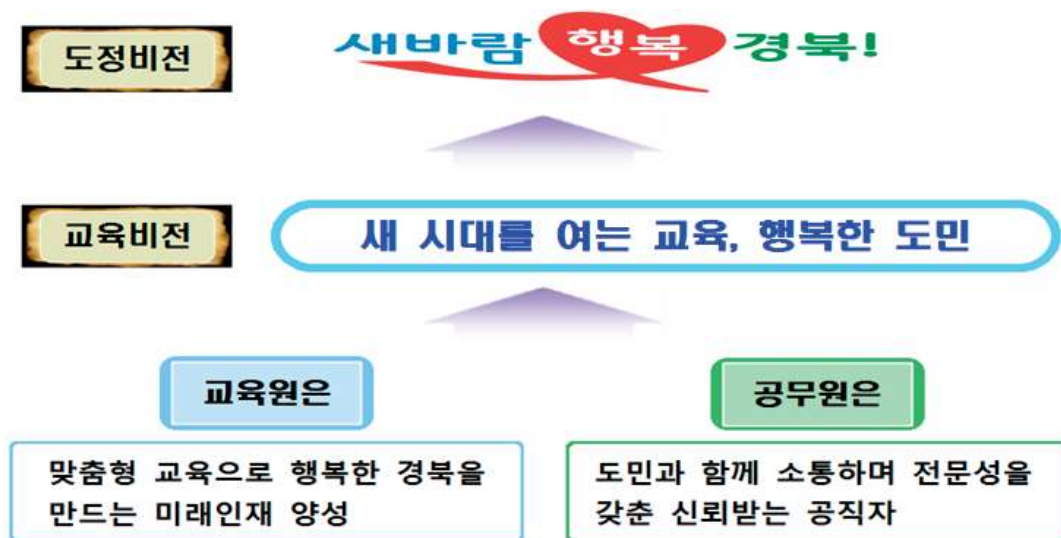 도정비전
새바람 행복 경북!
교육비전
새 시대를 여는 교육, 행복한 도민
교육원은
맞춤형 교육으로 행복한 경북을
만드는 미래인재 양성
공무원은
도민과 함께 소통하며 전문성을
갖춘 신뢰받는 공직자